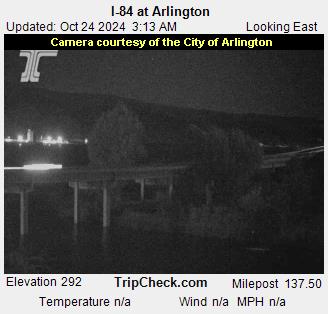 I-84 at Arlington
Updated: Oct 24 2024 3:13 AM Looking East
Camera courtesy of the City of Arlington
Elevation 292 TripCheck.com Milepost 137.50
Temperature n/a Wind n/a MPH n/a